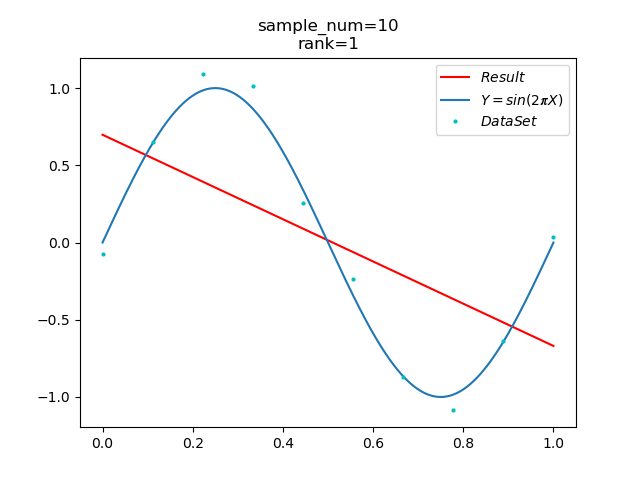 sample_num=10
rank=1
Result
Y = sin(2πX)
DataSet
1.0
0.5
0.0
−0.5
−1.0
0.0 0.2 0.4 0.6 0.8 1.0